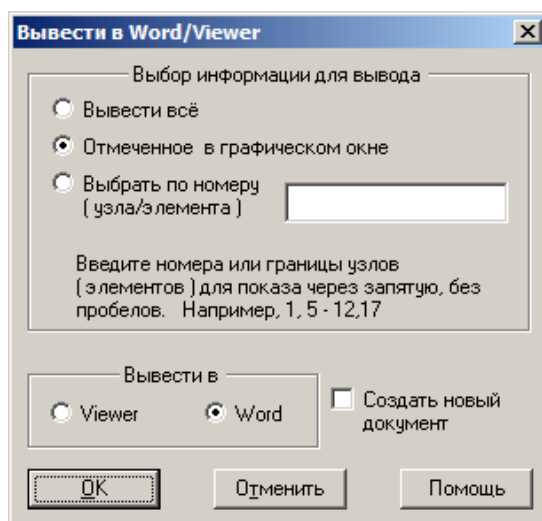 Вывести в Word/Viewer
Выбор информации для вывода
Вывести всё
Отмеченное в графическом окне
Выбрать по номеру
( узла/элемента )
Введите номера или границы узлов
( элементов ) для показа через запятую, без
пробелов. Например, 1, 5 - 12,17
Вывести в
Viewer
Word
Создать новый
документ
OK
Отменить
Помощь